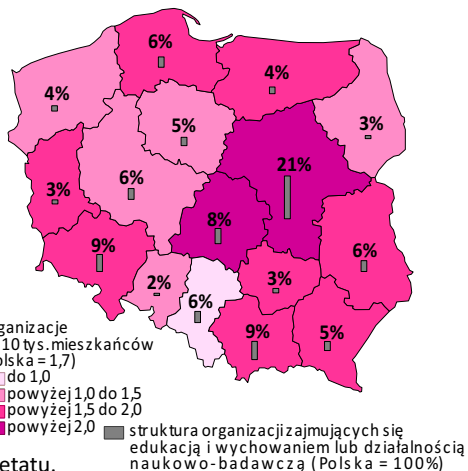 6%
4%
4%
5%
3%
21%
6%
3%
8%
9%
6%
2%
3%
6%
9%
5%
ganizacje
10 tys. mieszkańców
olska = 1,7)
do 1,0
powyżej 1,0 do 1,5
powyżej 1,5 do 2,0
powyżej 2,0
struktura organizacji zajmujących się
edukacją i wychowaniem lub działalnością
naukowo-badawczą (Polska = 100%)
etatu.